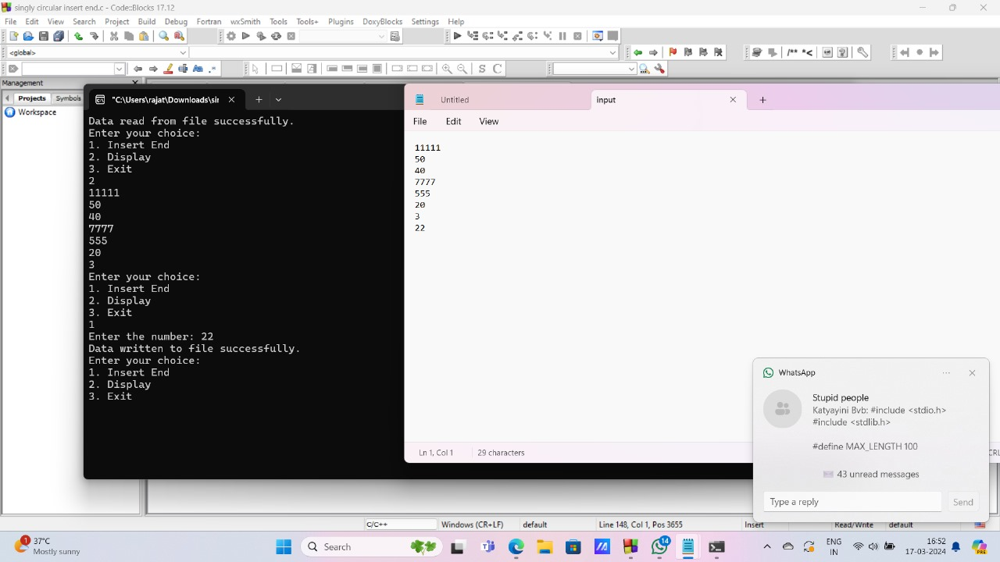 singly circular insert end.c - Code::Blocks 17.12
File Edit View Search Project Build Debug Fortran wxSmith Tools Tools+ Plugins DoxyBlocks Settings Help
<global>
/** *<
S C
Management
Projects Symbols
Workspace
"C:\Users\rajat\Downloads\sir
Data read from file successfully.
Enter your choice:
1. Insert End
2. Display
3. Exit
2
11111
50
40
7777
555
20
3
Enter your choice:
1. Insert End
2. Display
3. Exit
1
Enter the number: 22
Data written to file successfully.
Enter your choice:
1. Insert End
2. Display
3. Exit
Untitled
input
File Edit View
11111
50
40
7777
555
20
3
22
Ln 1, Col 1 29 characters
CRL
WhatsApp
Stupid people
Katyayini Bvb: #include <stdio.h>
#include <stdlib.h>
#define MAX_LENGTH 100
43 unread messages
Type a reply Send
C/C++ Windows (CR+LF) default Line 148, Col 1, Pos 3655 Insert Read/Write default
1
37°C
Mostly sunny
Search
14
ENG
IN
16:52
17-03-2024
PRE